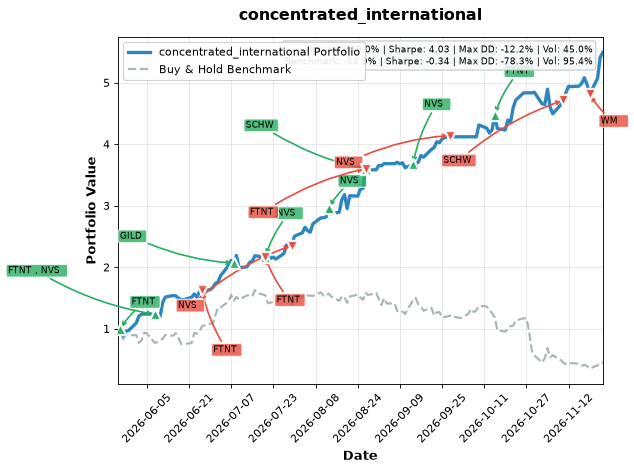 concentrated_international
concentrated_international Portfolio
Buy & Hold Benchmark
0% | Sharpe: 4.03 | Max DD: -12.2% | Vol: 45.0%
% | Sharpe: -0.34 | Max DD: -78.3% | Vol: 95.4%
FTNT
NVS
SCHW
WM
NVS
SCHW
NVS
FTNT
NVS
GILD
FTNT , NVS
FTNT
NVS
FTNT
FTNT
Portfolio Value
5
4
3
2
1
2026-06-05
2026-06-21
2026-07-07
2026-07-23
2026-08-08
2026-08-24
2026-09-09
2026-09-25
2026-10-11
2026-10-27
2026-11-12
Date